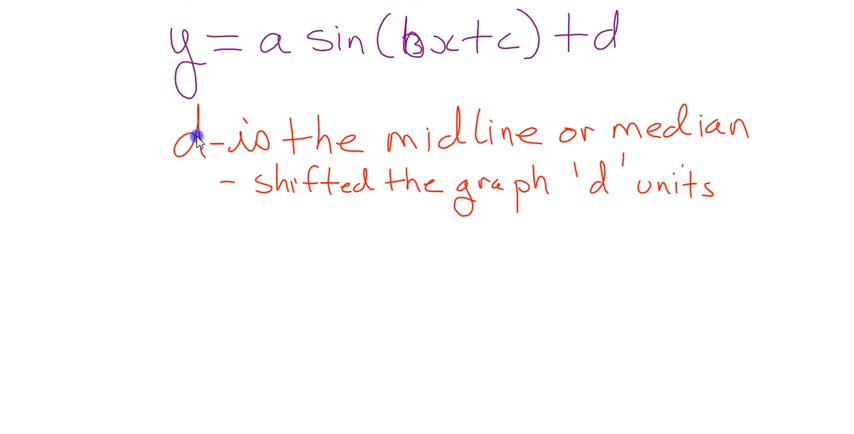 y = a sin(bx + c) + d
d - is the midline or median
- shifted the graph 'd' units